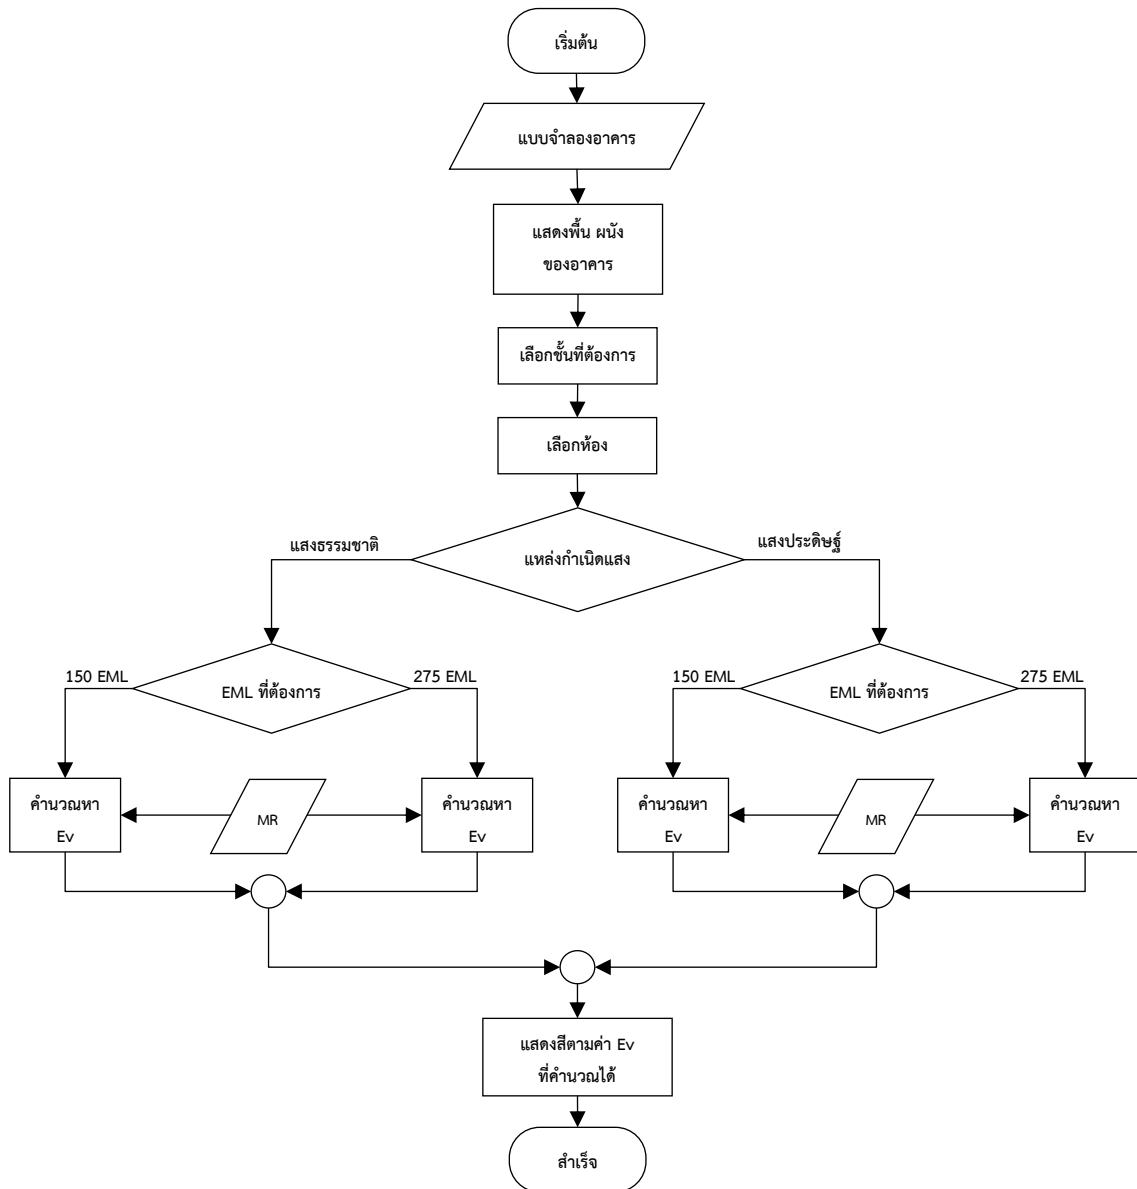 เริ่มต้น
แบบจำลองอาคาร
แสดงพื้น ผนัง
ของอาคาร
เลือกชั้นที่ต้องการ
เลือกห้อง
แหล่งกำเนิดแสง
แสงธรรมชาติ
แสงประดิษฐ์
150 EML
EML ที่ต้องการ
275 EML
150 EML
EML ที่ต้องการ
275 EML
คำนวณหา
Ev
MR
คำนวณหา
Ev
คำนวณหา
Ev
MR
คำนวณหา
Ev
แสดงสีตามค่า Ev
ที่คำนวณได้
สำเร็จ